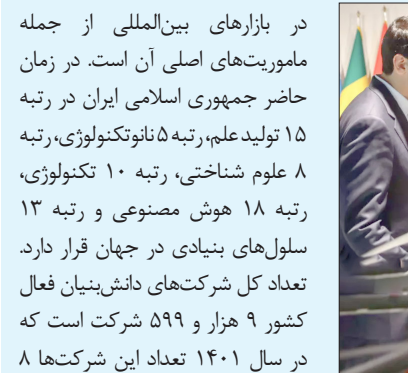 در بازارهای بین‌المللی از جمله
ماموریت‌های اصلی آن است. در زمان
حاضر جمهوری اسلامی ایران در رتبه
۱۵ تولید علم، رتبه ۵ نانوتکنولوژی، رتبه
۸ علوم شناختی، رتبه ۱۰ تکنولوژی،
رتبه ۱۸ هوش مصنوعی و رتبه ۱۳
سلول‌های بنیادی در جهان قرار دارد.
تعداد کل شرکت‌های دانش‌بنیان فعال
کشور ۹ هزار و ۵۹۹ شرکت است که
در سال ۱۴۰۱ تعداد این شرکت‌ها ۸